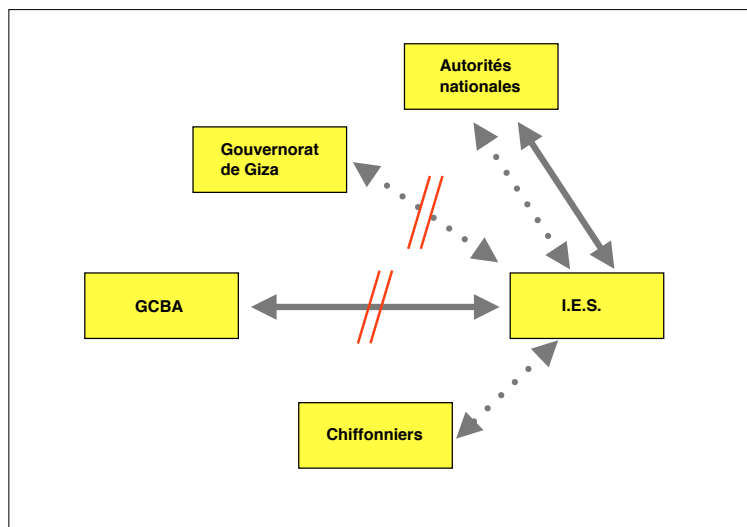 Autorités
nationales
Gouvernorat
de Giza
GCBA
I.E.S.
Chiffonniers